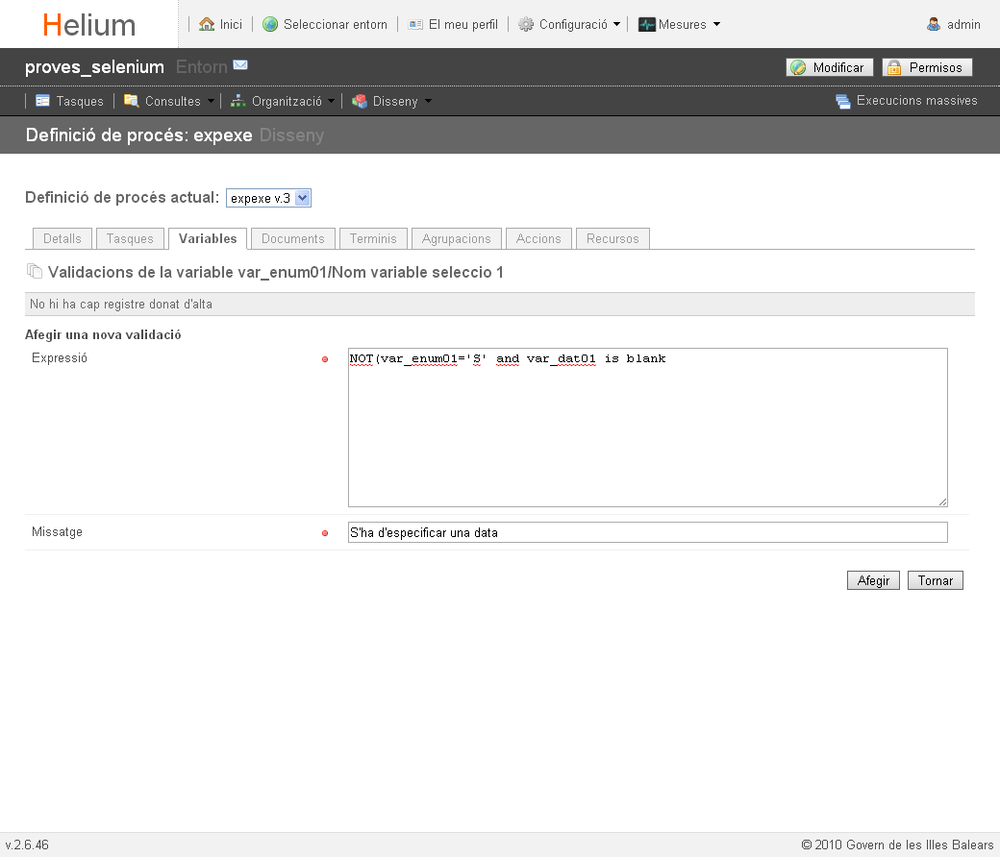 Helium
Inici
Seleccionar entorn
El meu perfil
Configuració
Mesures
admin
proves_selenium Entorn
Modificar
Permisos
Tasques
Consultes
Organització
Disseny
Execucions massives
Definició de procés: expexe Disseny
Definició de procés actual: expexe v.3
Detalls
Tasques
Variables
Documents
Terminis
Agrupacions
Accions
Recursos
Validacions de la variable var_enum01/Nom variable seleccio 1
No hi ha cap registre donat d'alta
Afegir una nova validació
Expressió
NOT(var_enum01='S' and var_dat01 is blank
Missatge
S'ha d'especificar una data
Afegir
Tornar
v.2.6.46
© 2010 Govern de les Illes Balears